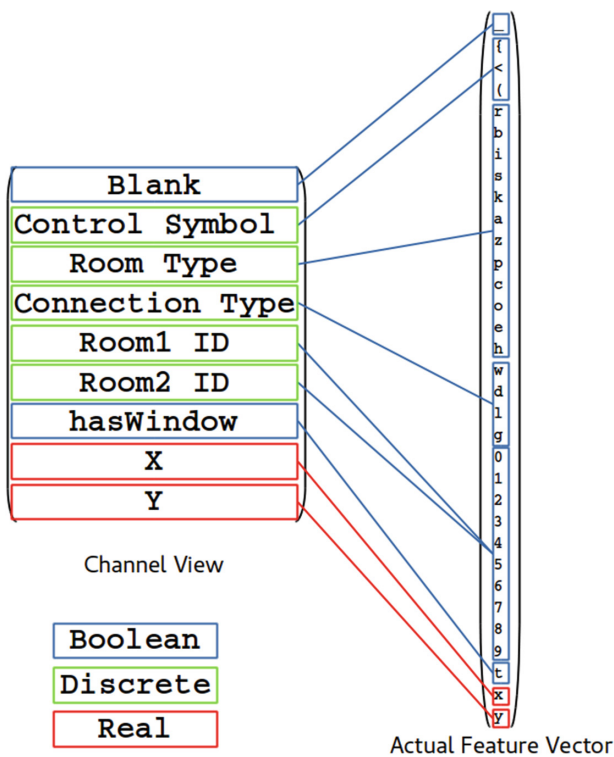 Blank
Control Symbol
Room Type
Connection Type
Room1 ID
Room2 ID
hasWindow
X
Y
Channel View
Boolean
Discrete
Real
_
{
<
(
r
b
i
s
k
a
z
p
c
o
e
h
w
d
l
g
0
1
2
3
4
5
6
7
8
9
t
x
y
Actual Feature Vector